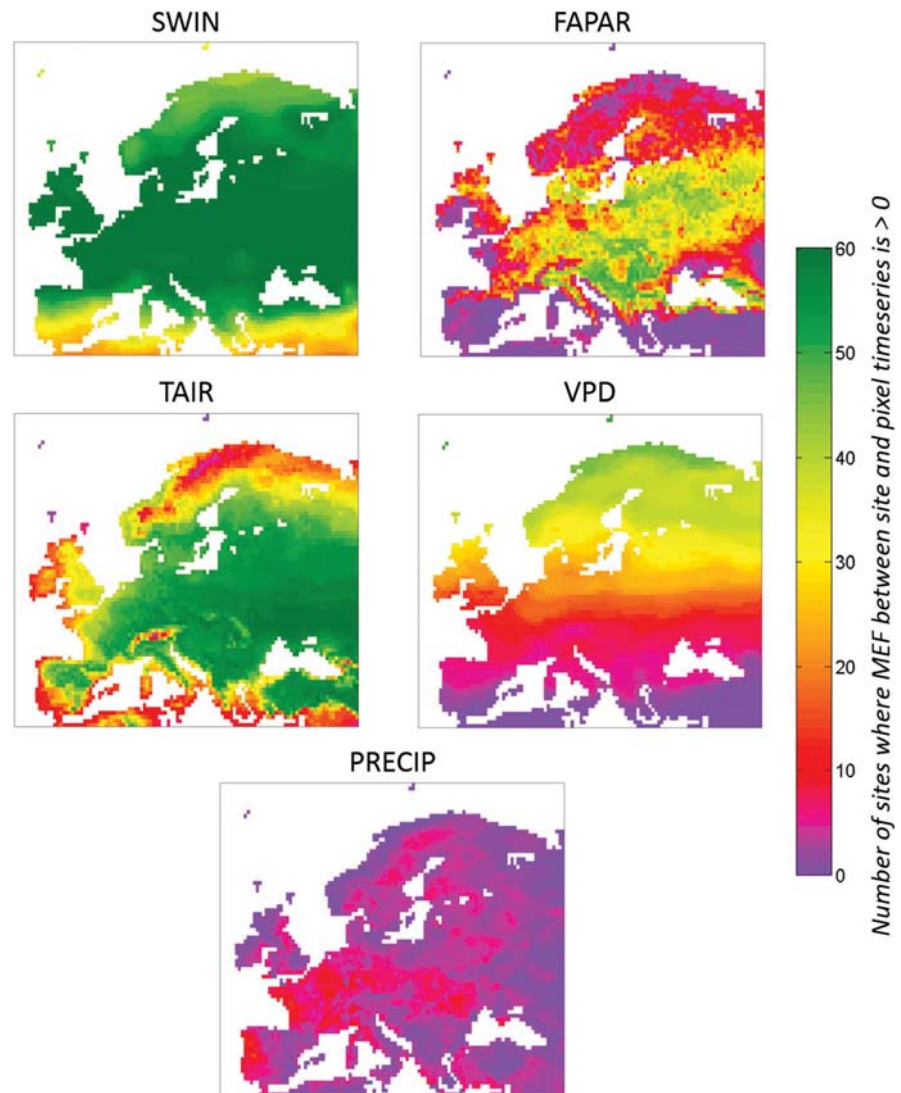 SWIN
FAPAR
TAIR
VPD
PRECIP
60
50
40
30
20
10
0
Number of sites where MEF between site and pixel timeseries is > 0